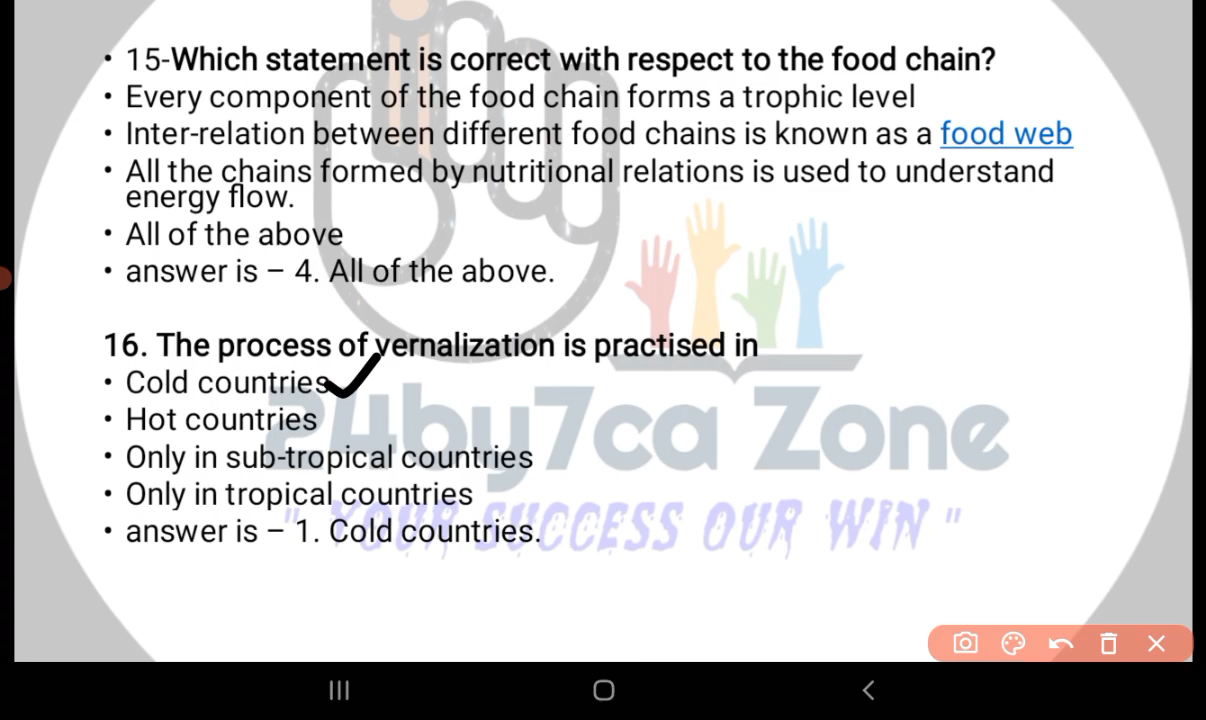 • 15-Which statement is correct with respect to the food chain?
• Every component of the food chain forms a trophic level
• Inter-relation between different food chains is known as a food web
• All the chains formed by nutritional relations is used to understand
energy flow.
• All of the above
• answer is – 4. All of the above.
16. The process of vernalization is practised in
• Cold countries
• Hot countries
• Only in sub-tropical countries
• Only in tropical countries
• answer is – 1. Cold countries.
24by7ca Zone
" YOUR SUCCESS OUR WIN "